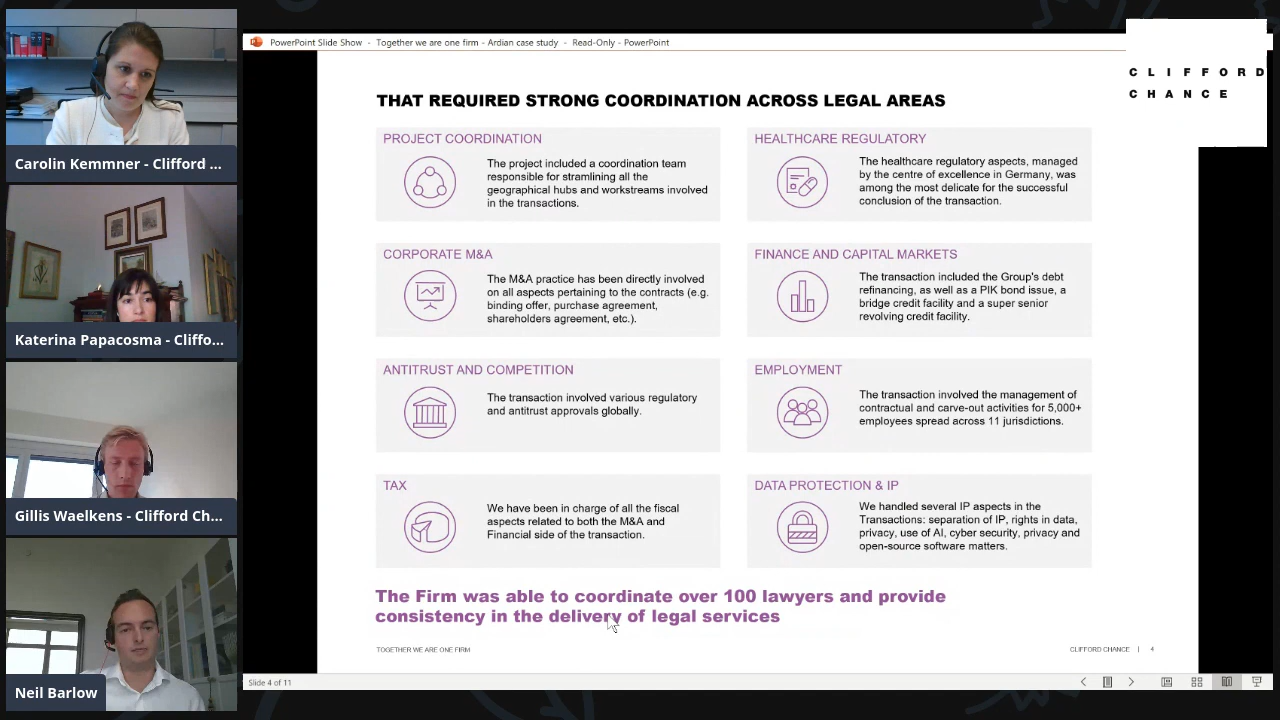 PowerPoint Slide Show - Together we are one firm - Ardian case study - Read-Only - PowerPoint
CLIFFORD
CHANCE
THAT REQUIRED STRONG COORDINATION ACROSS LEGAL AREAS
PROJECT COORDINATION
The project included a coordination team
responsible for stramlining all the
geographical hubs and workstreams involved
in the transactions.
HEALTHCARE REGULATORY
The healthcare regulatory aspects, managed
by the centre of excellence in Germany, was
among the most delicate for the successful
conclusion of the transaction.
CORPORATE M&A
The M&A practice has been directly involved
on all aspects pertaining to the contracts (e.g.
binding offer, purchase agreement,
shareholders agreement, etc.).
FINANCE AND CAPITAL MARKETS
The transaction included the Group's debt
refinancing, as well as a PIK bond issue, a
bridge credit facility and a super senior
revolving credit facility.
ANTITRUST AND COMPETITION
The transaction involved various regulatory
and antitrust approvals globally.
EMPLOYMENT
The transaction involved the management of
contractual and carve-out activities for 5,000+
employees spread across 11 jurisdictions.
TAX
We have been in charge of all the fiscal
aspects related to both the M&A and
Financial side of the transaction.
DATA PROTECTION & IP
We handled several IP aspects in the
Transactions: separation of IP, rights in data,
privacy, use of AI, cyber security, privacy and
open-source software matters.
The Firm was able to coordinate over 100 lawyers and provide
consistency in the delivery of legal services
TOGETHER WE ARE ONE FIRM
CLIFFORD CHANCE | 4
Slide 4 of 11
Carolin Kemmner - Clifford ...
Katerina Papacosma - Cliffo...
Gillis Waelkens - Clifford Ch...
Neil Barlow